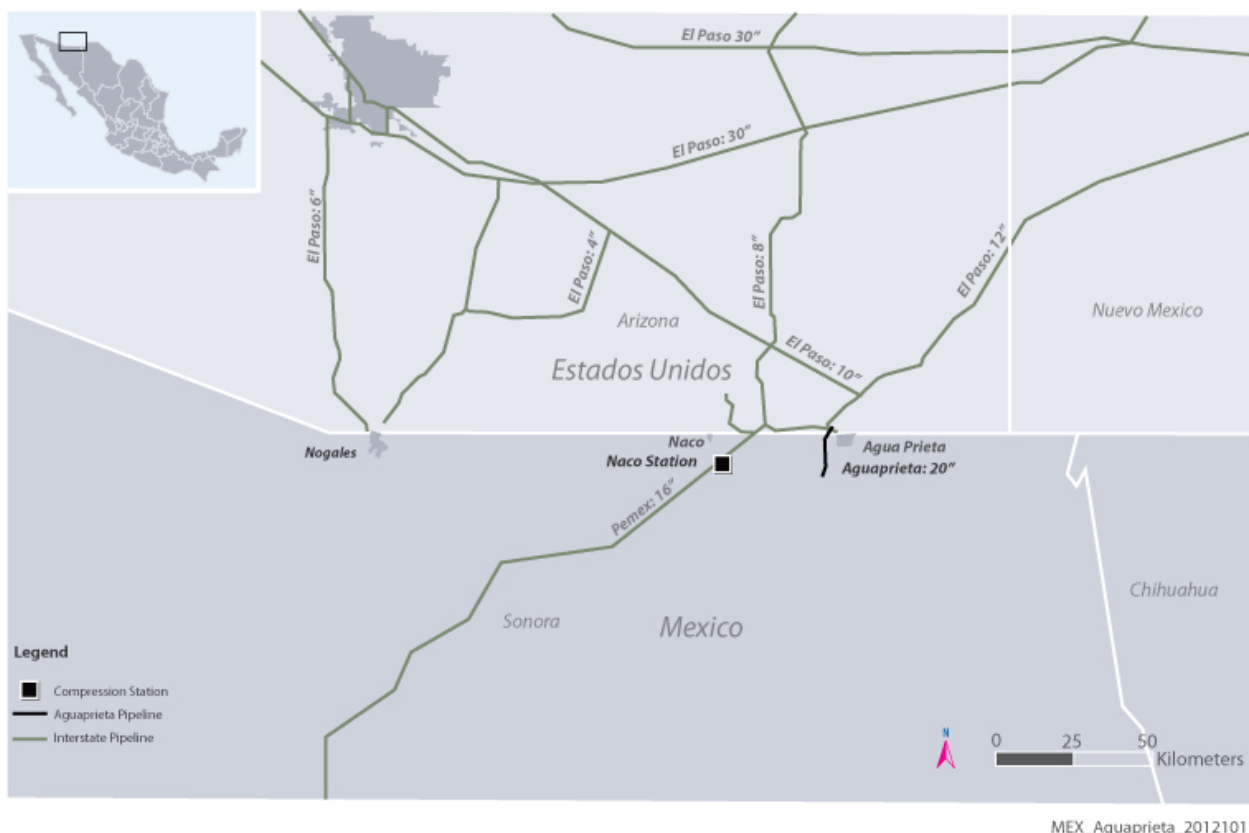 El Paso 30"
El Paso: 30"
El Paso: 6"
El Paso: 4"
El Paso: 8"
El Paso: 12"
Arizona
Nuevo Mexico
Estados Unidos
El Paso: 10"
Nogales
Naco
Naco Station
Agua Prieta
Aguaprieta: 20"
Pemex: 16"
Sonora
Mexico
Chihuahua
Legend
Compression Station
Aguaprieta Pipeline
Interstate Pipeline
N
0 25 50
Kilometers
MEX_Aguaprieta_2012101